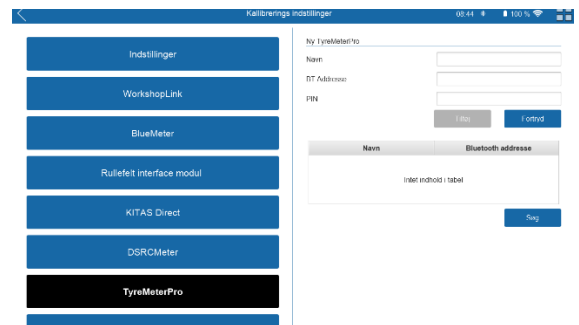 Kalibrerings indstillinger 08:44 100 %
Indstillinger
WorkshopLink
BlueMeter
Rullefelt interface modul
KITAS Direct
DSRCMeter
TyreMeterPro
Ny TyreMeterPro
Navn
BT Addresse
PIN
Tilføj Fortryd
Navn Bluetooth addresse
Intet indhold i tabel
Søg